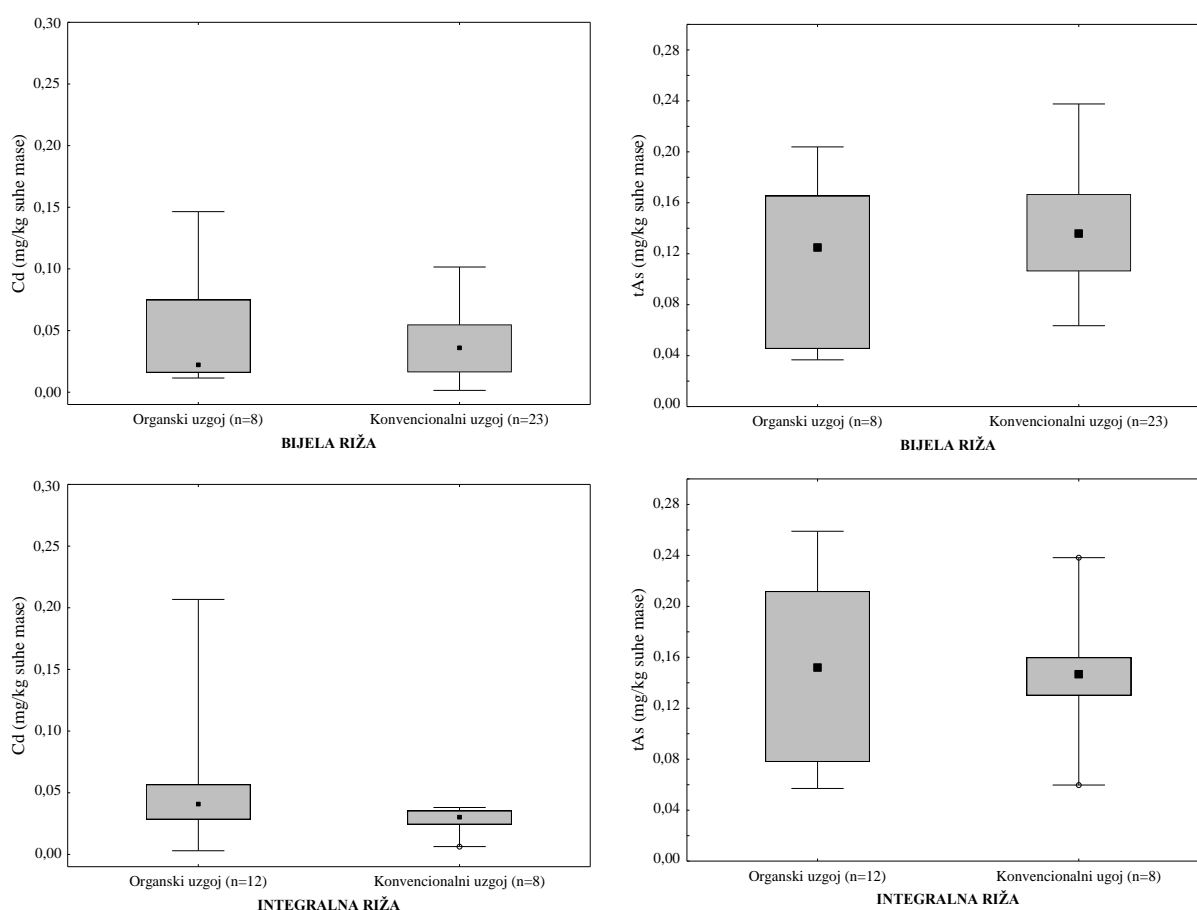 Cd (mg/kg suhe mase)
0,30
0,25
0,20
0,15
0,10
0,05
0,00
Organski uzgoj (n=8) Konvencionalni uzgoj (n=23)
BIJELA RIŽA
tAs (mg/kg suhe mase)
0,28
0,24
0,20
0,16
0,12
0,08
0,04
0,00
Organski uzgoj (n=8) Konvencionalni uzgoj (n=23)
BIJELA RIŽA
Cd (mg/kg suhe mase)
0,30
0,25
0,20
0,15
0,10
0,05
0,00
Organski uzgoj (n=12) Konvencionalni uzgoj (n=8)
INTEGRALNA RIŽA
tAs (mg/kg suhe mase)
0,28
0,24
0,20
0,16
0,12
0,08
0,04
0,00
Organski uzgoj (n=12) Konvencionalni ugoj (n=8)
INTEGRALNA RIŽA